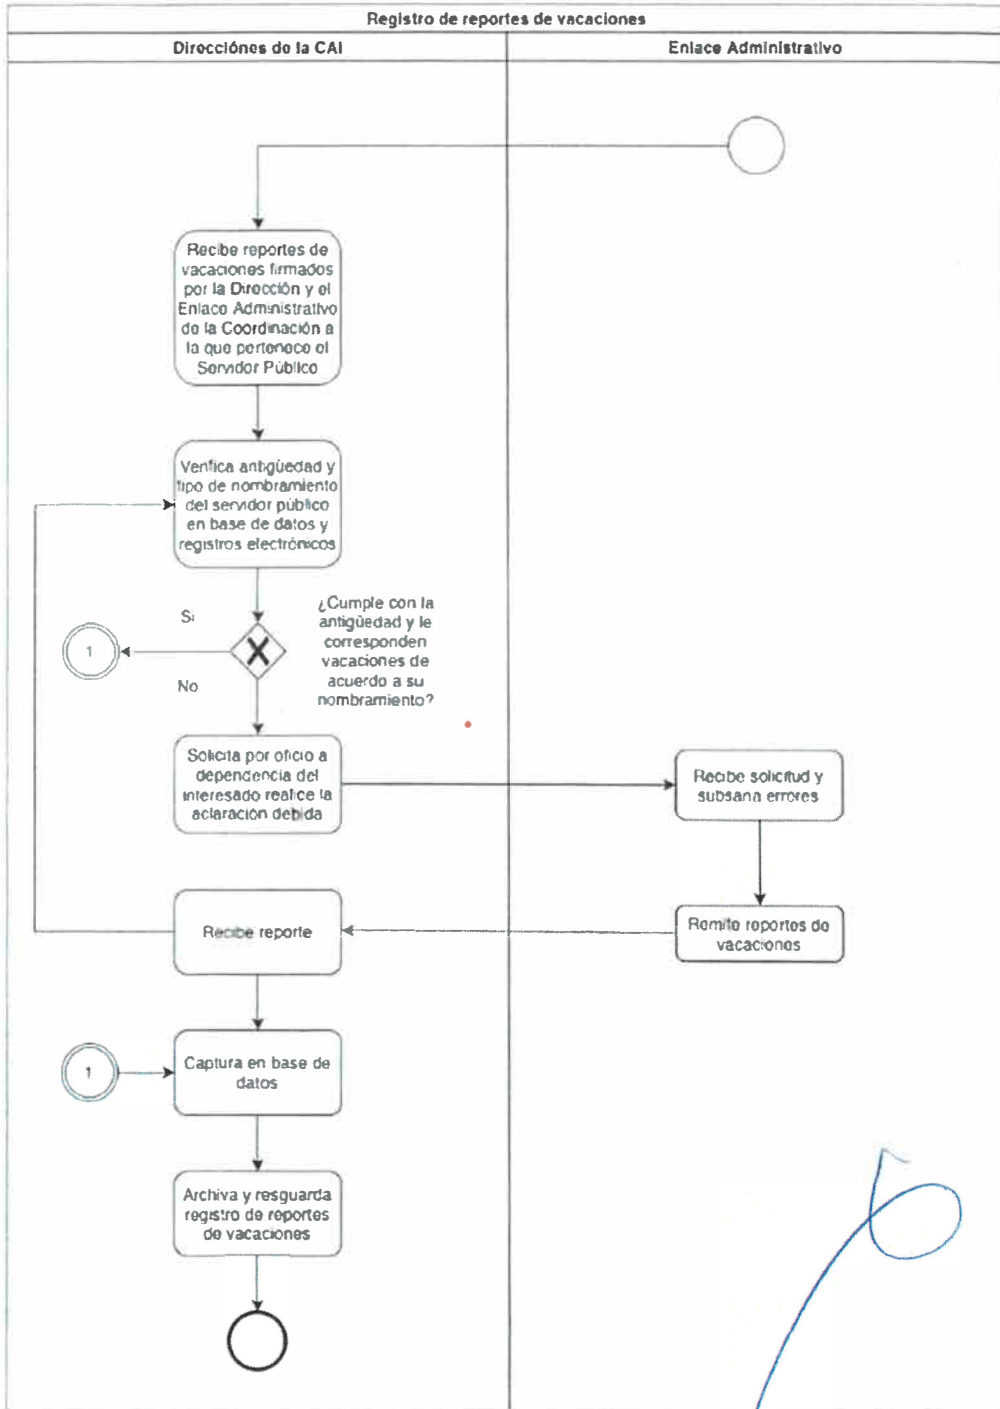 Registro de reportes de vacaciones
Direcciónes de la CAI
Enlace Administrativo
Recibe reportes de
vacaciones firmados
por la Dirección y el
Enlace Administrativo
de la Coordinación a
la que pertenece el
Servidor Público
Verifica antigüedad y
tipo de nombramiento
del servidor público
en base de datos y
registros electrónicos
Si
¿Cumple con la
antigüedad y le
corresponden
vacaciones de
acuerdo a su
nombramiento?
1
No
Solicita por oficio a
dependencia del
interesado realice la
aclaración debida
Recibe solicitud y
subsana errores
Recibe reporte
Remite reportes de
vacaciones
1
Captura en base de
datos
Archiva y resguarda
registro de reportes
de vacaciones